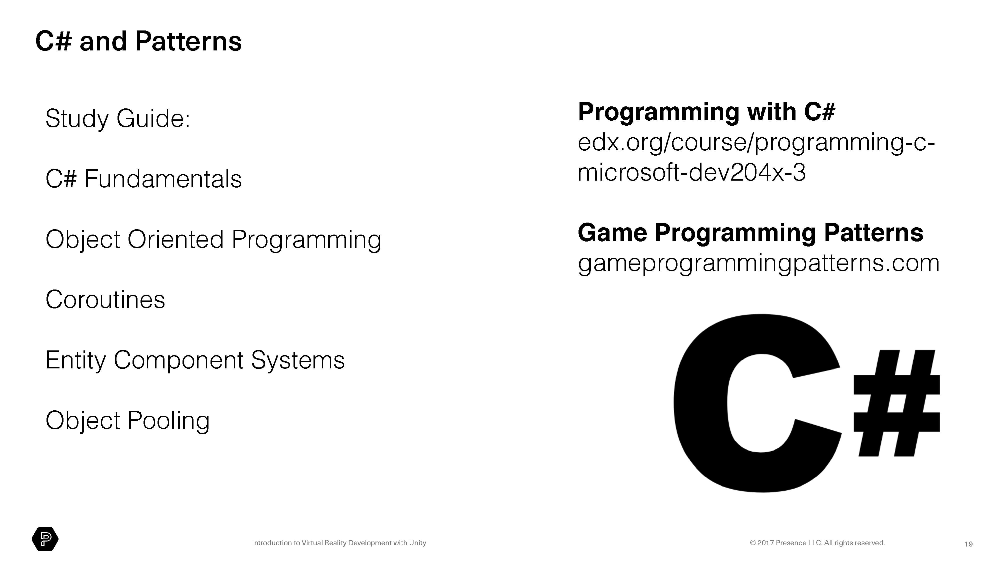 C# and Patterns
Study Guide:
C# Fundamentals
Object Oriented Programming
Coroutines
Entity Component Systems
Object Pooling
Programming with C#
edx.org/course/programming-c-
microsoft-dev204x-3
Game Programming Patterns
gameprogrammingpatterns.com
C#
P
Introduction to Virtual Reality Development with Unity
© 2017 Presence LLC. All rights reserved.
19